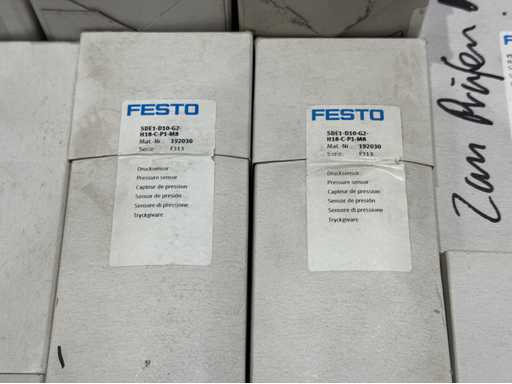 FESTO
SDE1-D10-G2-
H18-C-P1-M8
Mat.-Nr.: 192030
Serie: F313
Drucksensor
Pressure sensor
Capteur de pression
Sensor de presión
Sensore di pressione
Tryckgivare
FESTO
SDE1-D10-G2-
H18-C-P1-M8
Mat.-Nr.: 192030
Serie: F313
Drucksensor
Pressure sensor
Capteur de pression
Sensor de presión
Sensore di pressione
Tryckgivare
Zum Prüfen